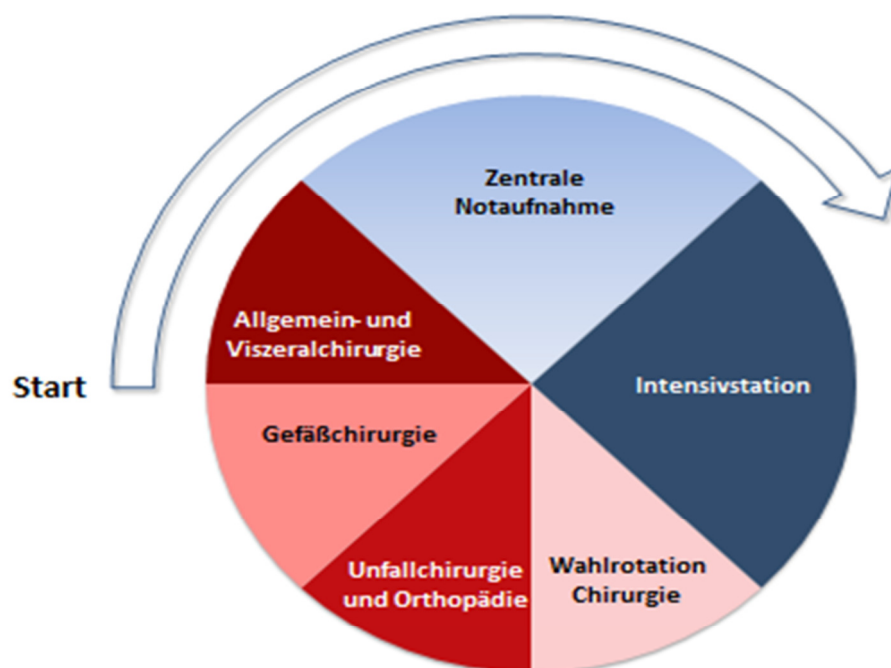 Zentrale
Notaufnahme
Allgemein- und
Viszeralchirurgie
Start
Intensivstation
Gefäßchirurgie
Unfallchirurgie
und Orthopädie
Wahlrotation
Chirurgie